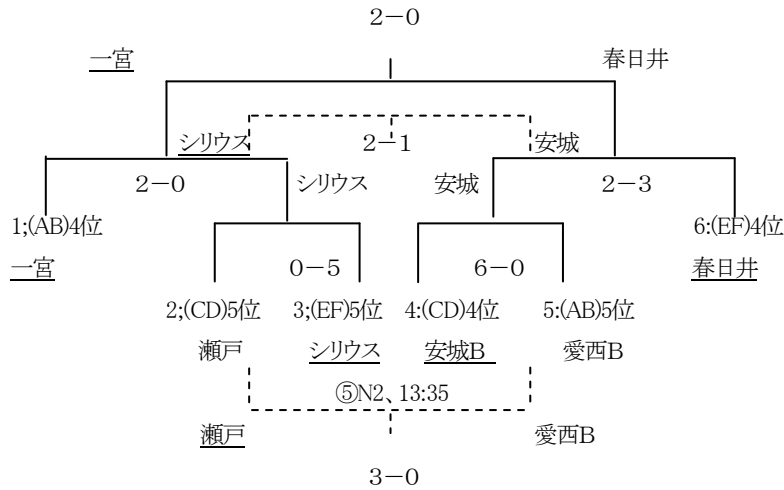 2－0
一宮 春日井
シリウス 2－1 安城
2－0 シリウス 安城 2－3
1;(AB)4位 6:(EF)4位
一宮 0－5 6－0 春日井
2;(CD)5位 3;(EF)5位 4:(CD)4位 5:(AB)5位
瀬戸 シリウス 安城B 愛西B
⑤N2、13:35
瀬戸 愛西B
3－0